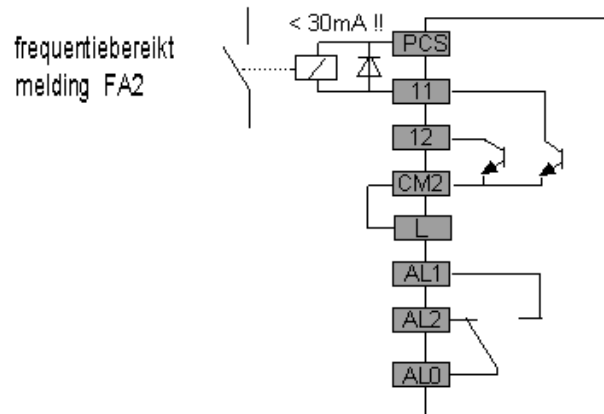 < 30mA !!
frequentiebereikt
melding FA2
PCS
11
12
CM2
L
AL1
AL2
AL0